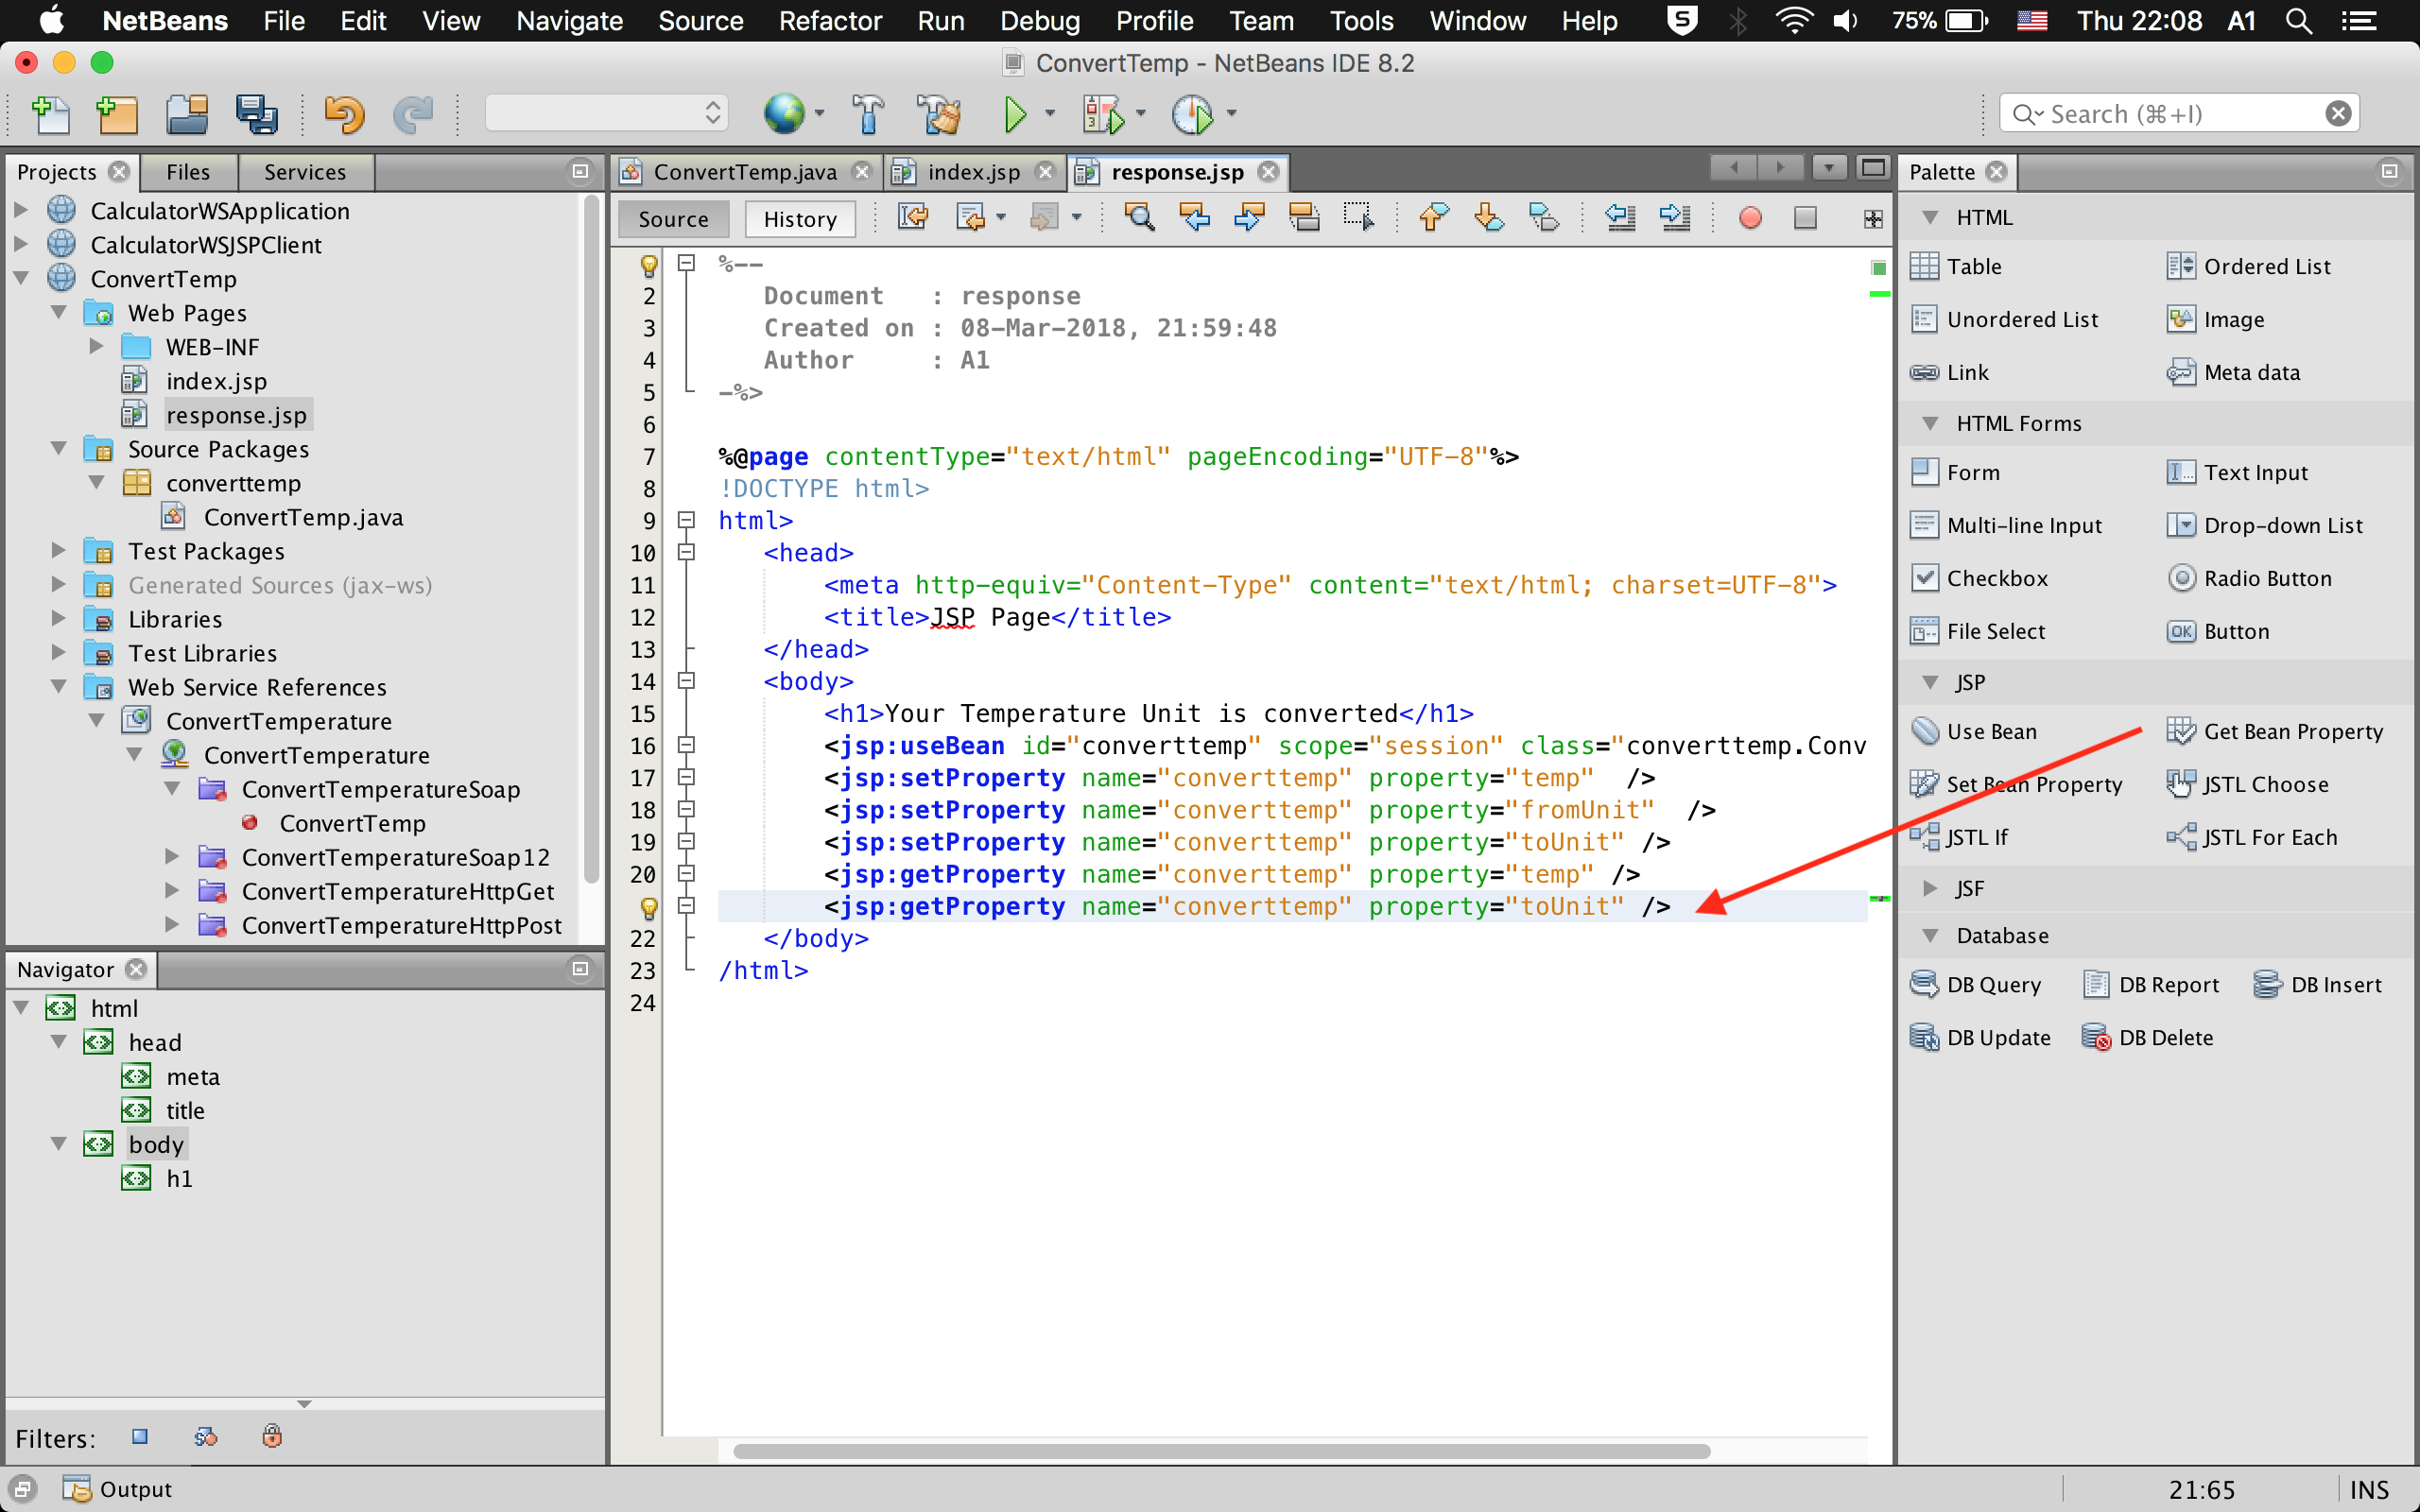 NetBeans File Edit View Navigate Source Refactor Run Debug Profile Team Tools Window Help S 75% Thu 22:08 A1
ConvertTemp - NetBeans IDE 8.2
Search (⌘+I)
Projects Files Services
CalculatorWSApplication
CalculatorWSJSPClient
ConvertTemp
Web Pages
WEB-INF
index.jsp
response.jsp
Source Packages
converttemp
ConvertTemp.java
Test Packages
Generated Sources (jax-ws)
Libraries
Test Libraries
Web Service References
ConvertTemperature
ConvertTemperature
ConvertTemperatureSoap
ConvertTemp
ConvertTemperatureSoap12
ConvertTemperatureHttpGet
ConvertTemperatureHttpPost
Navigator
html
head
meta
title
body
h1
Filters:
ConvertTemp.java index.jsp response.jsp
Source History
%--
2 Document : response
3 Created on : 08-Mar-2018, 21:59:48
4 Author : A1
5 -%>
6
7 %@page contentType="text/html" pageEncoding="UTF-8"%>
8 !DOCTYPE html>
9 html>
10 <head>
11 <meta http-equiv="Content-Type" content="text/html; charset=UTF-8">
12 <title>JSP Page</title>
13 </head>
14 <body>
15 <h1>Your Temperature Unit is converted</h1>
16 <jsp:useBean id="converttemp" scope="session" class="converttemp.Conv
17 <jsp:setProperty name="converttemp" property="temp" />
18 <jsp:setProperty name="converttemp" property="fromUnit" />
19 <jsp:setProperty name="converttemp" property="toUnit" />
20 <jsp:getProperty name="converttemp" property="temp" />
<jsp:getProperty name="converttemp" property="toUnit" />
22 </body>
23 /html>
24
Palette
HTML
Table Ordered List
Unordered List Image
Link Meta data
HTML Forms
Form Text Input
Multi-line Input Drop-down List
Checkbox Radio Button
File Select OK Button
JSP
Use Bean Get Bean Property
Set Bean Property JSTL Choose
JSTL If JSTL For Each
JSF
Database
DB Query DB Report DB Insert
DB Update DB Delete
Output 21:65 INS